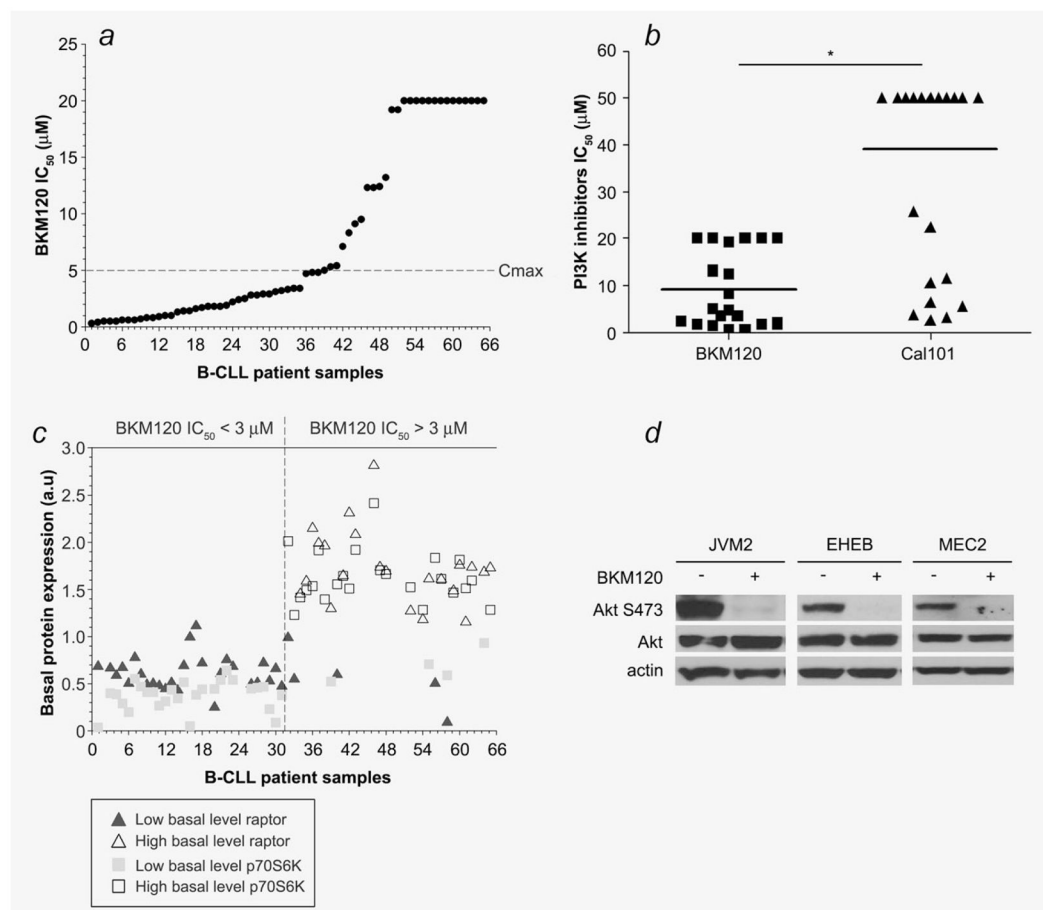 a
25
20
15
10
5
0
BKM120 IC50 (μM)
Cmax
1 6 12 18 24 30 36 42 48 54 60 66
B-CLL patient samples
b
60
50
40
30
20
10
0
PI3K inhibitors IC50 (μM)
*
BKM120 Cal101
c
BKM120 IC50 < 3 μM BKM120 IC50 > 3 μM
3.0
2.5
2.0
1.5
1.0
0.5
0
Basal protein expression (a.u)
0 6 12 18 24 30 36 42 48 54 60 66
B-CLL patient samples
Low basal level raptor
High basal level raptor
Low basal level p70S6K
High basal level p70S6K
d
JVM2 EHEB MEC2
BKM120 - + - + - +
Akt S473
Akt
actin